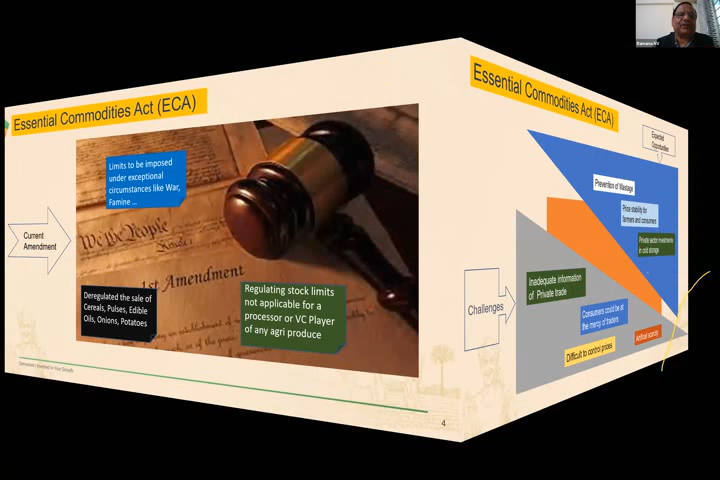 Essential Commodities Act (ECA)
Limits to be imposed
under exceptional
circumstances like War,
Famine ...
Current
Amendment
We the People
1st Amendment
Deregulated the sale of
Cereals, Pulses, Edible
Oils, Onions, Potatoes
Regulating stock limits
not applicable for a
processor or VC Player
of any agri produce
4
Essential Commodities Act (ECA)
Expected
Opportunities
Prevention of Wastage
Price stability for
farmers and consumers
Private sector investments
in cold storage
Challenges
Inadequate information
of Private trade
Consumers could be at
the mercy of traders
Difficult to control prices
Artifical scarcity
Ramana NV